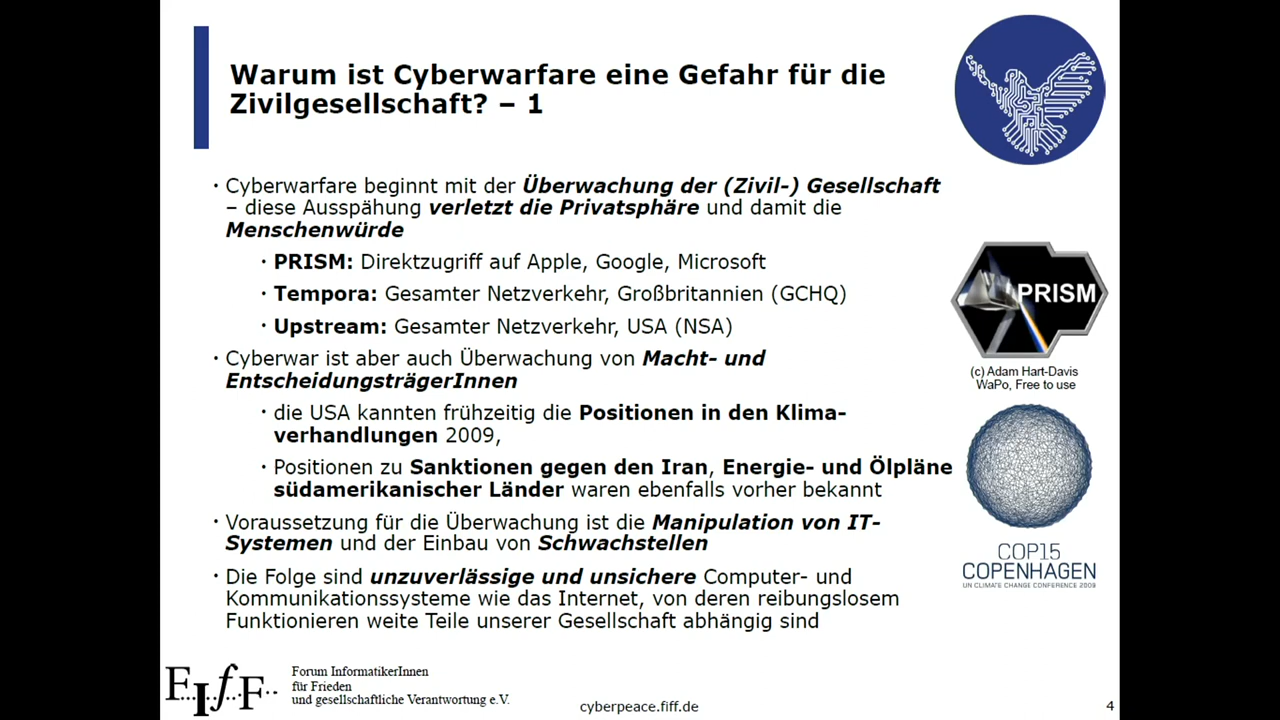 Warum ist Cyberwarfare eine Gefahr für die
Zivilgesellschaft? – 1
· Cyberwarfare beginnt mit der Überwachung der (Zivil-) Gesellschaft
– diese Ausspähung verletzt die Privatsphäre und damit die
Menschenwürde
· PRISM: Direktzugriff auf Apple, Google, Microsoft
· Tempora: Gesamter Netzverkehr, Großbritannien (GCHQ)
· Upstream: Gesamter Netzverkehr, USA (NSA)
· Cyberwar ist aber auch Überwachung von Macht- und
EntscheidungsträgerInnen
· die USA kannten frühzeitig die Positionen in den Klima-
verhandlungen 2009,
· Positionen zu Sanktionen gegen den Iran, Energie- und Ölpläne
südamerikanischer Länder waren ebenfalls vorher bekannt
· Voraussetzung für die Überwachung ist die Manipulation von IT-
Systemen und der Einbau von Schwachstellen
· Die Folge sind unzuverlässige und unsichere Computer- und
Kommunikationssysteme wie das Internet, von deren reibungslosem
Funktionieren weite Teile unserer Gesellschaft abhängig sind
PRISM
(c) Adam Hart-Davis
WaPo, Free to use
COP15
COPENHAGEN
UN CLIMATE CHANGE CONFERENCE 2009
F..I..f..F..
Forum InformatikerInnen
für Frieden
und gesellschaftliche Verantwortung e.V.
cyberpeace.fiff.de
4